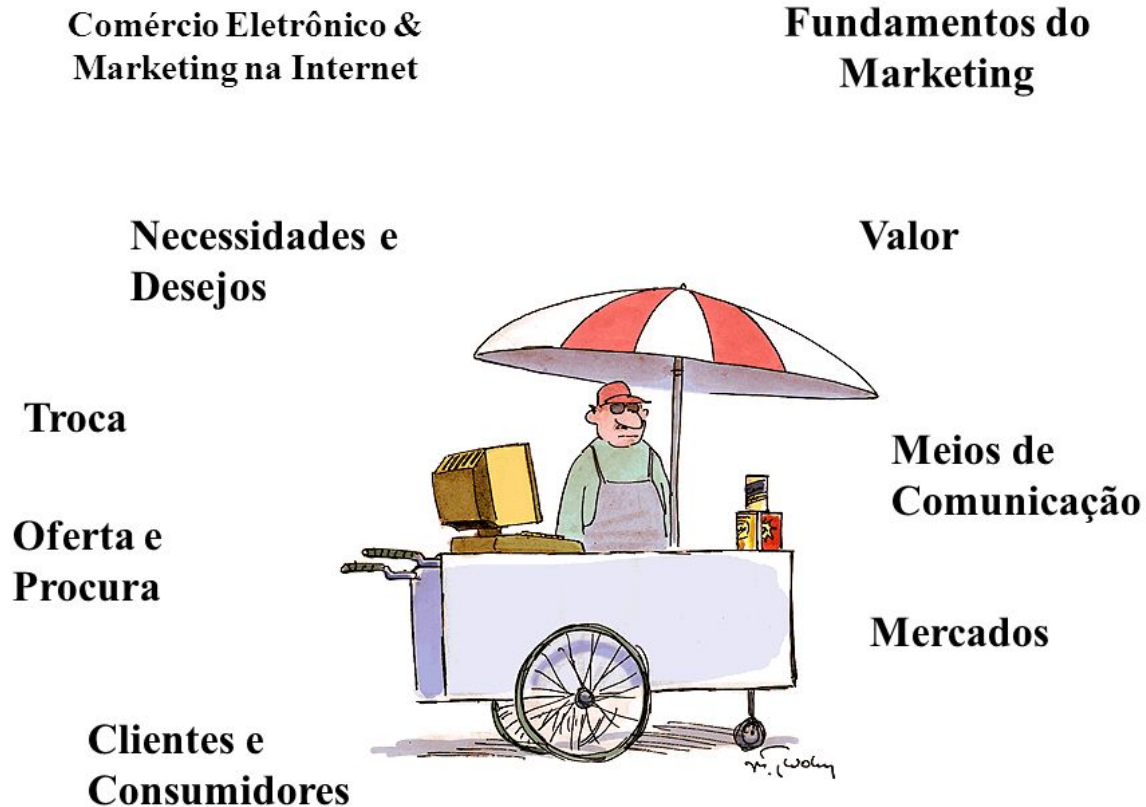 Comércio Eletrônico &
Marketing na Internet
Fundamentos do
Marketing
Necessidades e
Desejos
Valor
Troca
Meios de
Comunicação
Oferta e
Procura
Mercados
Clientes e
Consumidores